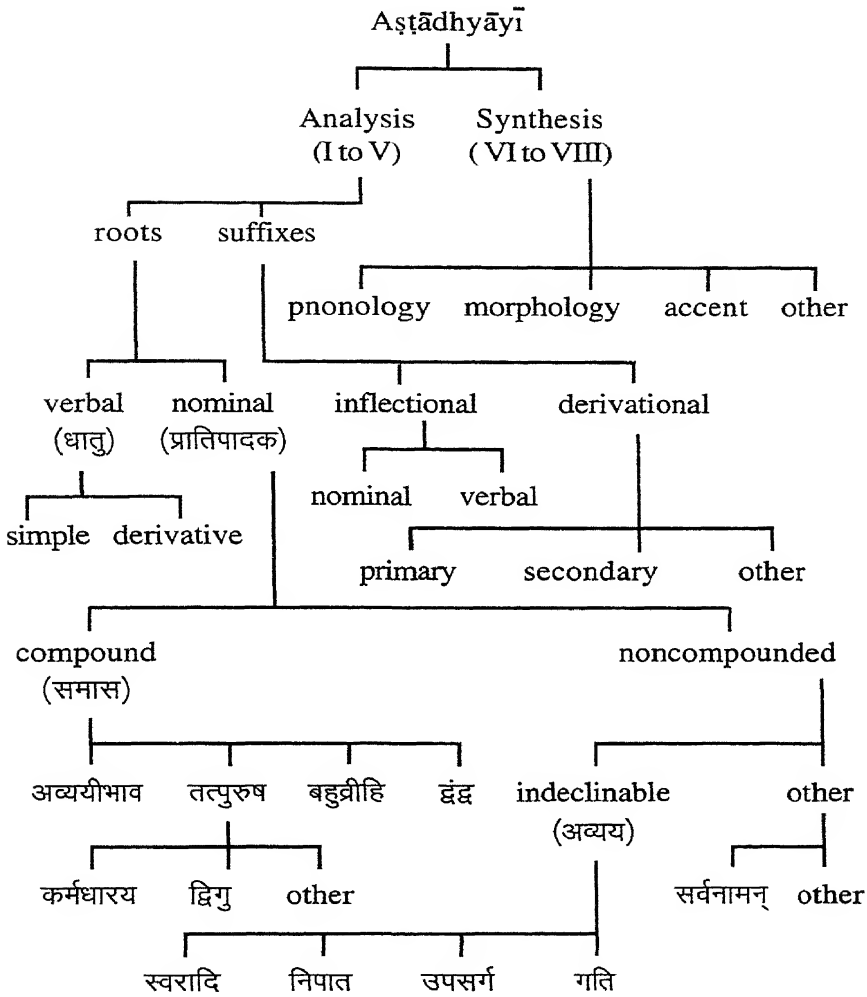 Aṣṭādhyāyī
Analysis Synthesis
(I to V) ( VI to VIII)
roots suffixes
pnonology morphology accent other
verbal nominal inflectional derivational
(धातु) (प्रातिपादक)
nominal verbal
simple derivative
primary secondary other
compound noncompounded
(समास)
अव्ययीभाव तत्पुरुष बहुव्रीहि द्वंद्व indeclinable other
(अव्यय)
कर्मधारय द्विगु other सर्वनामन् other
स्वरादि निपात उपसर्ग गति